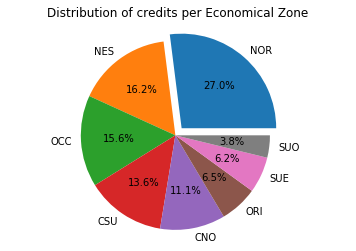 Distribution of credits per Economical Zone
NOR
27.0%
NES
16.2%
OCC
15.6%
CSU
13.6%
CNO
11.1%
ORI
6.5%
SUE
6.2%
SUO
3.8%